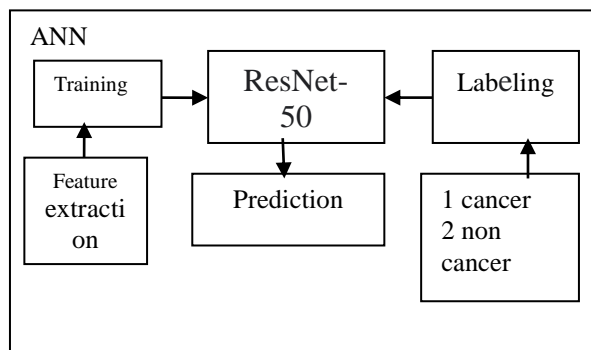 ANN
Training
ResNet-
50
Labeling
Feature
extracti
on
Prediction
1 cancer
2 non
cancer